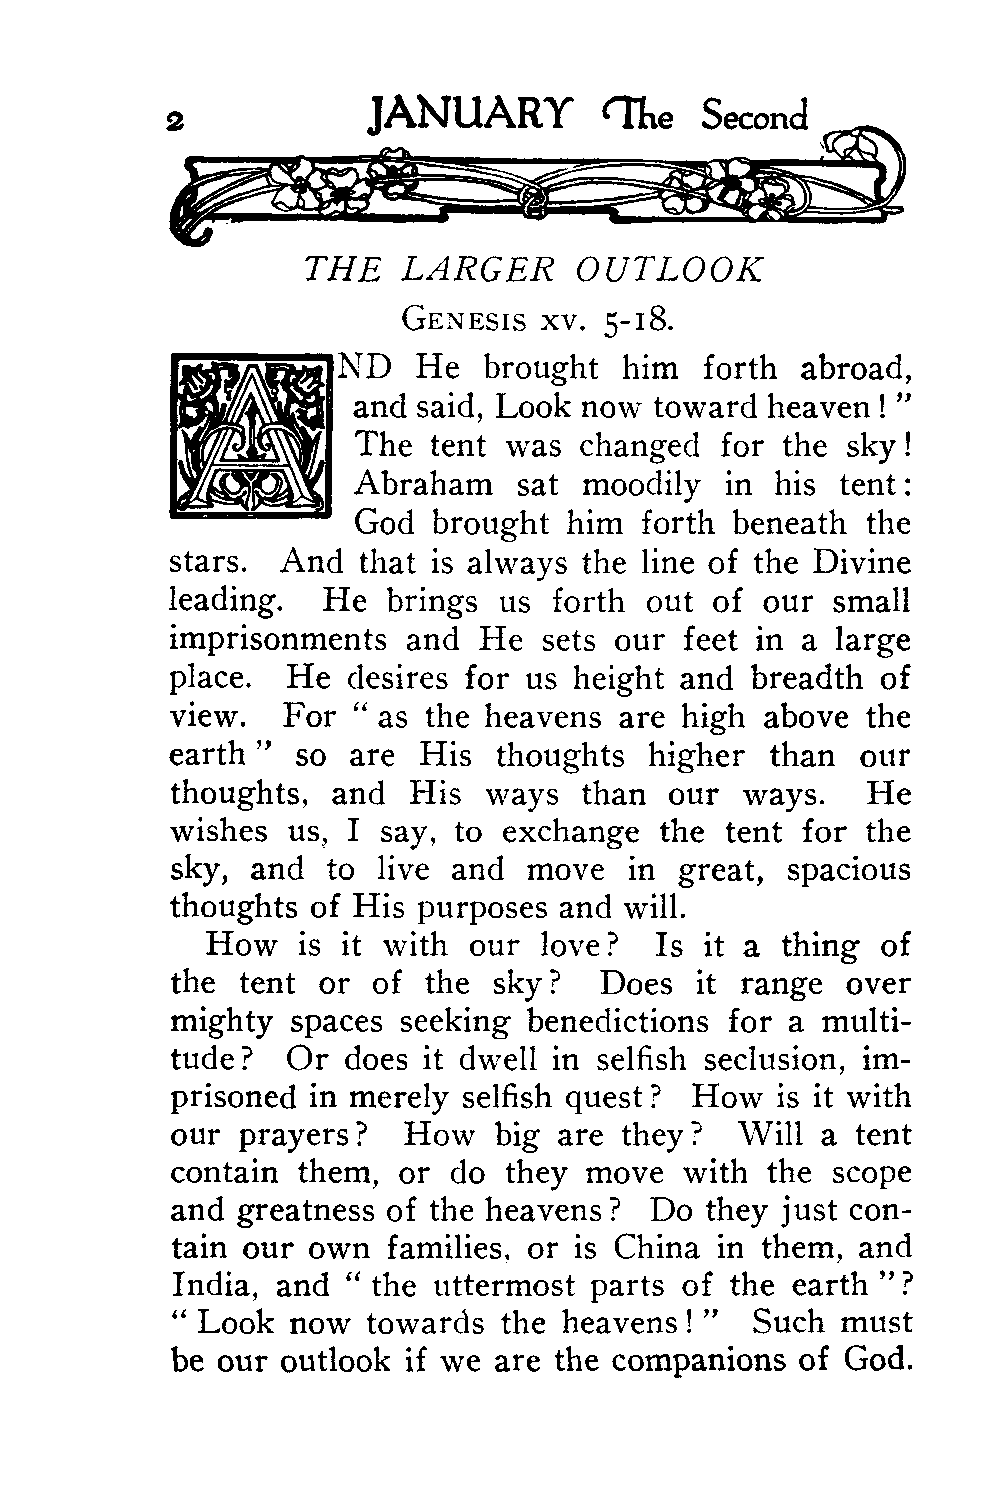 2 JANUARY The Second
THE LARGER OUTLOOK
GENESIS XV. 5-18.
AND He brought him forth abroad,
and said, Look now toward heaven ! ”
The tent was changed for the sky !
Abraham sat moodily in his tent :
God brought him forth beneath the
stars. And that is always the line of the Divine
leading. He brings us forth out of our small
imprisonments and He sets our feet in a large
place. He desires for us height and breadth of
view. For “ as the heavens are high above the
earth ” so are His thoughts higher than our
thoughts, and His ways than our ways. He
wishes us, I say, to exchange the tent for the
sky, and to live and move in great, spacious
thoughts of His purposes and will.
How is it with our love ? Is it a thing of
the tent or of the sky ? Does it range over
mighty spaces seeking benedictions for a multi-
tude ? Or does it dwell in selfish seclusion, im-
prisoned in merely selfish quest ? How is it with
our prayers ? How big are they ? Will a tent
contain them, or do they move with the scope
and greatness of the heavens ? Do they just con-
tain our own families, or is China in them, and
India, and “ the uttermost parts of the earth ” ?
“ Look now towards the heavens ! ” Such must
be our outlook if we are the companions of God.